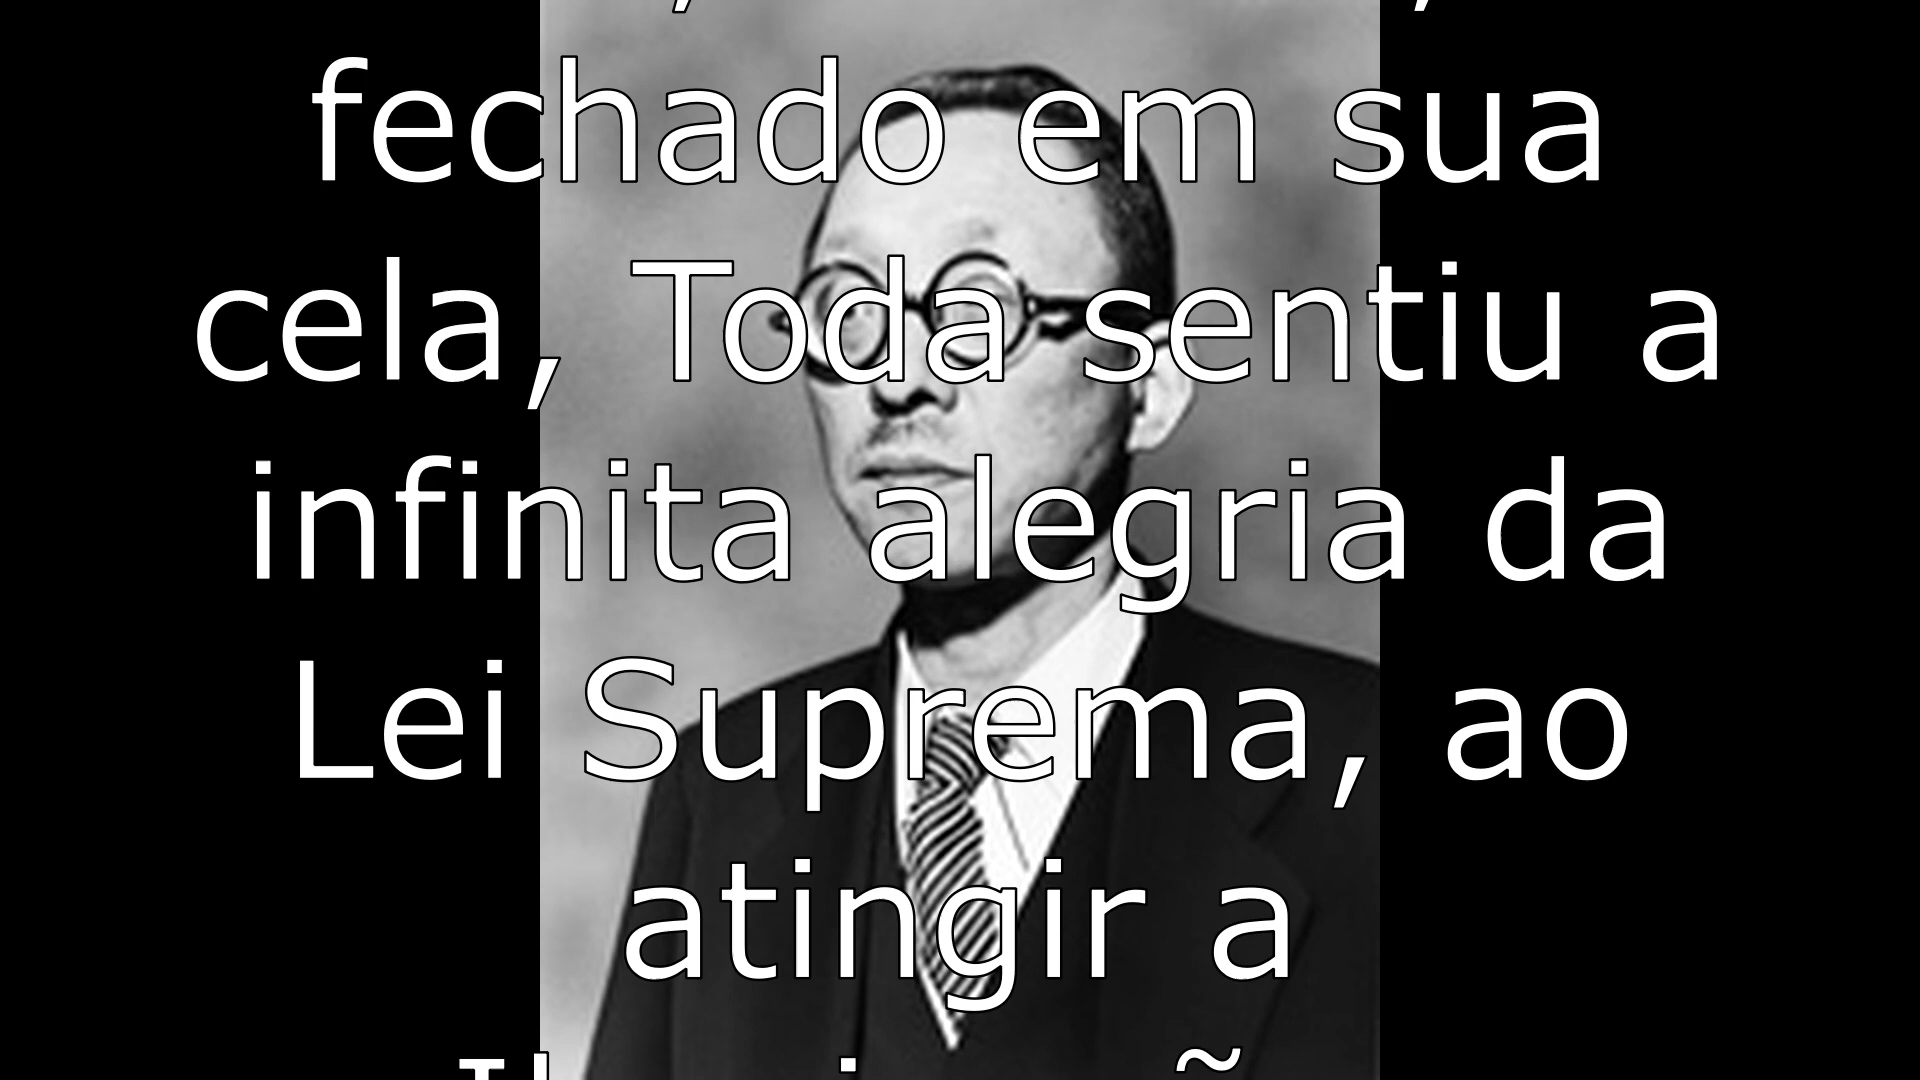 fechado em sua
cela, Toda sentiu a
infinita alegria da
Lei Suprema, ao
atingir a